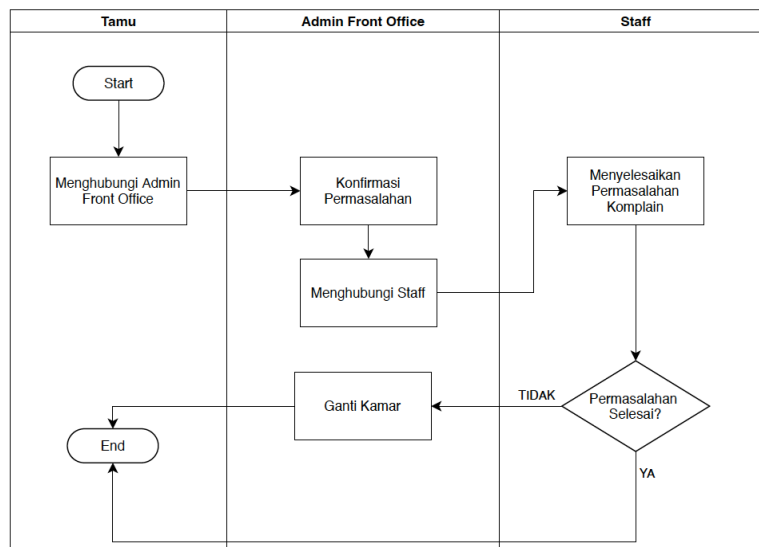 Tamu
Admin Front Office
Staff
Start
Menghubungi Admin
Front Office
Konfirmasi
Permasalahan
Menyelesaikan
Permasalahan
Komplain
Menghubungi Staff
Ganti Kamar
TIDAK
Permasalahan
Selesai?
End
YA